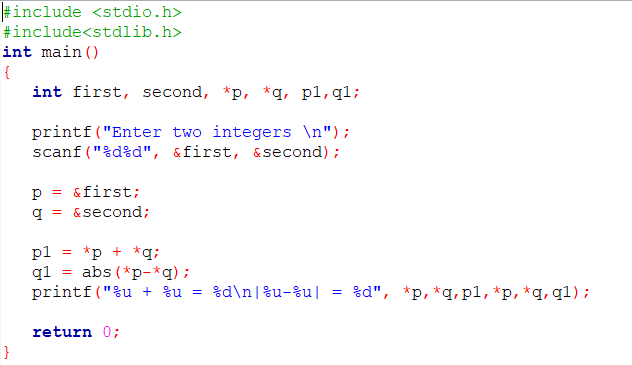 #include <stdio.h>
#include<stdlib.h>
int main()
{
int first, second, *p, *q, p1,q1;
printf("Enter two integers \n");
scanf("%d%d", &first, &second);
p = &first;
q = &second;
p1 = *p + *q;
q1 = abs(*p-*q);
printf("%u + %u = %d\n|%u-%u| = %d", *p,*q,p1,*p,*q,q1);
return 0;
}